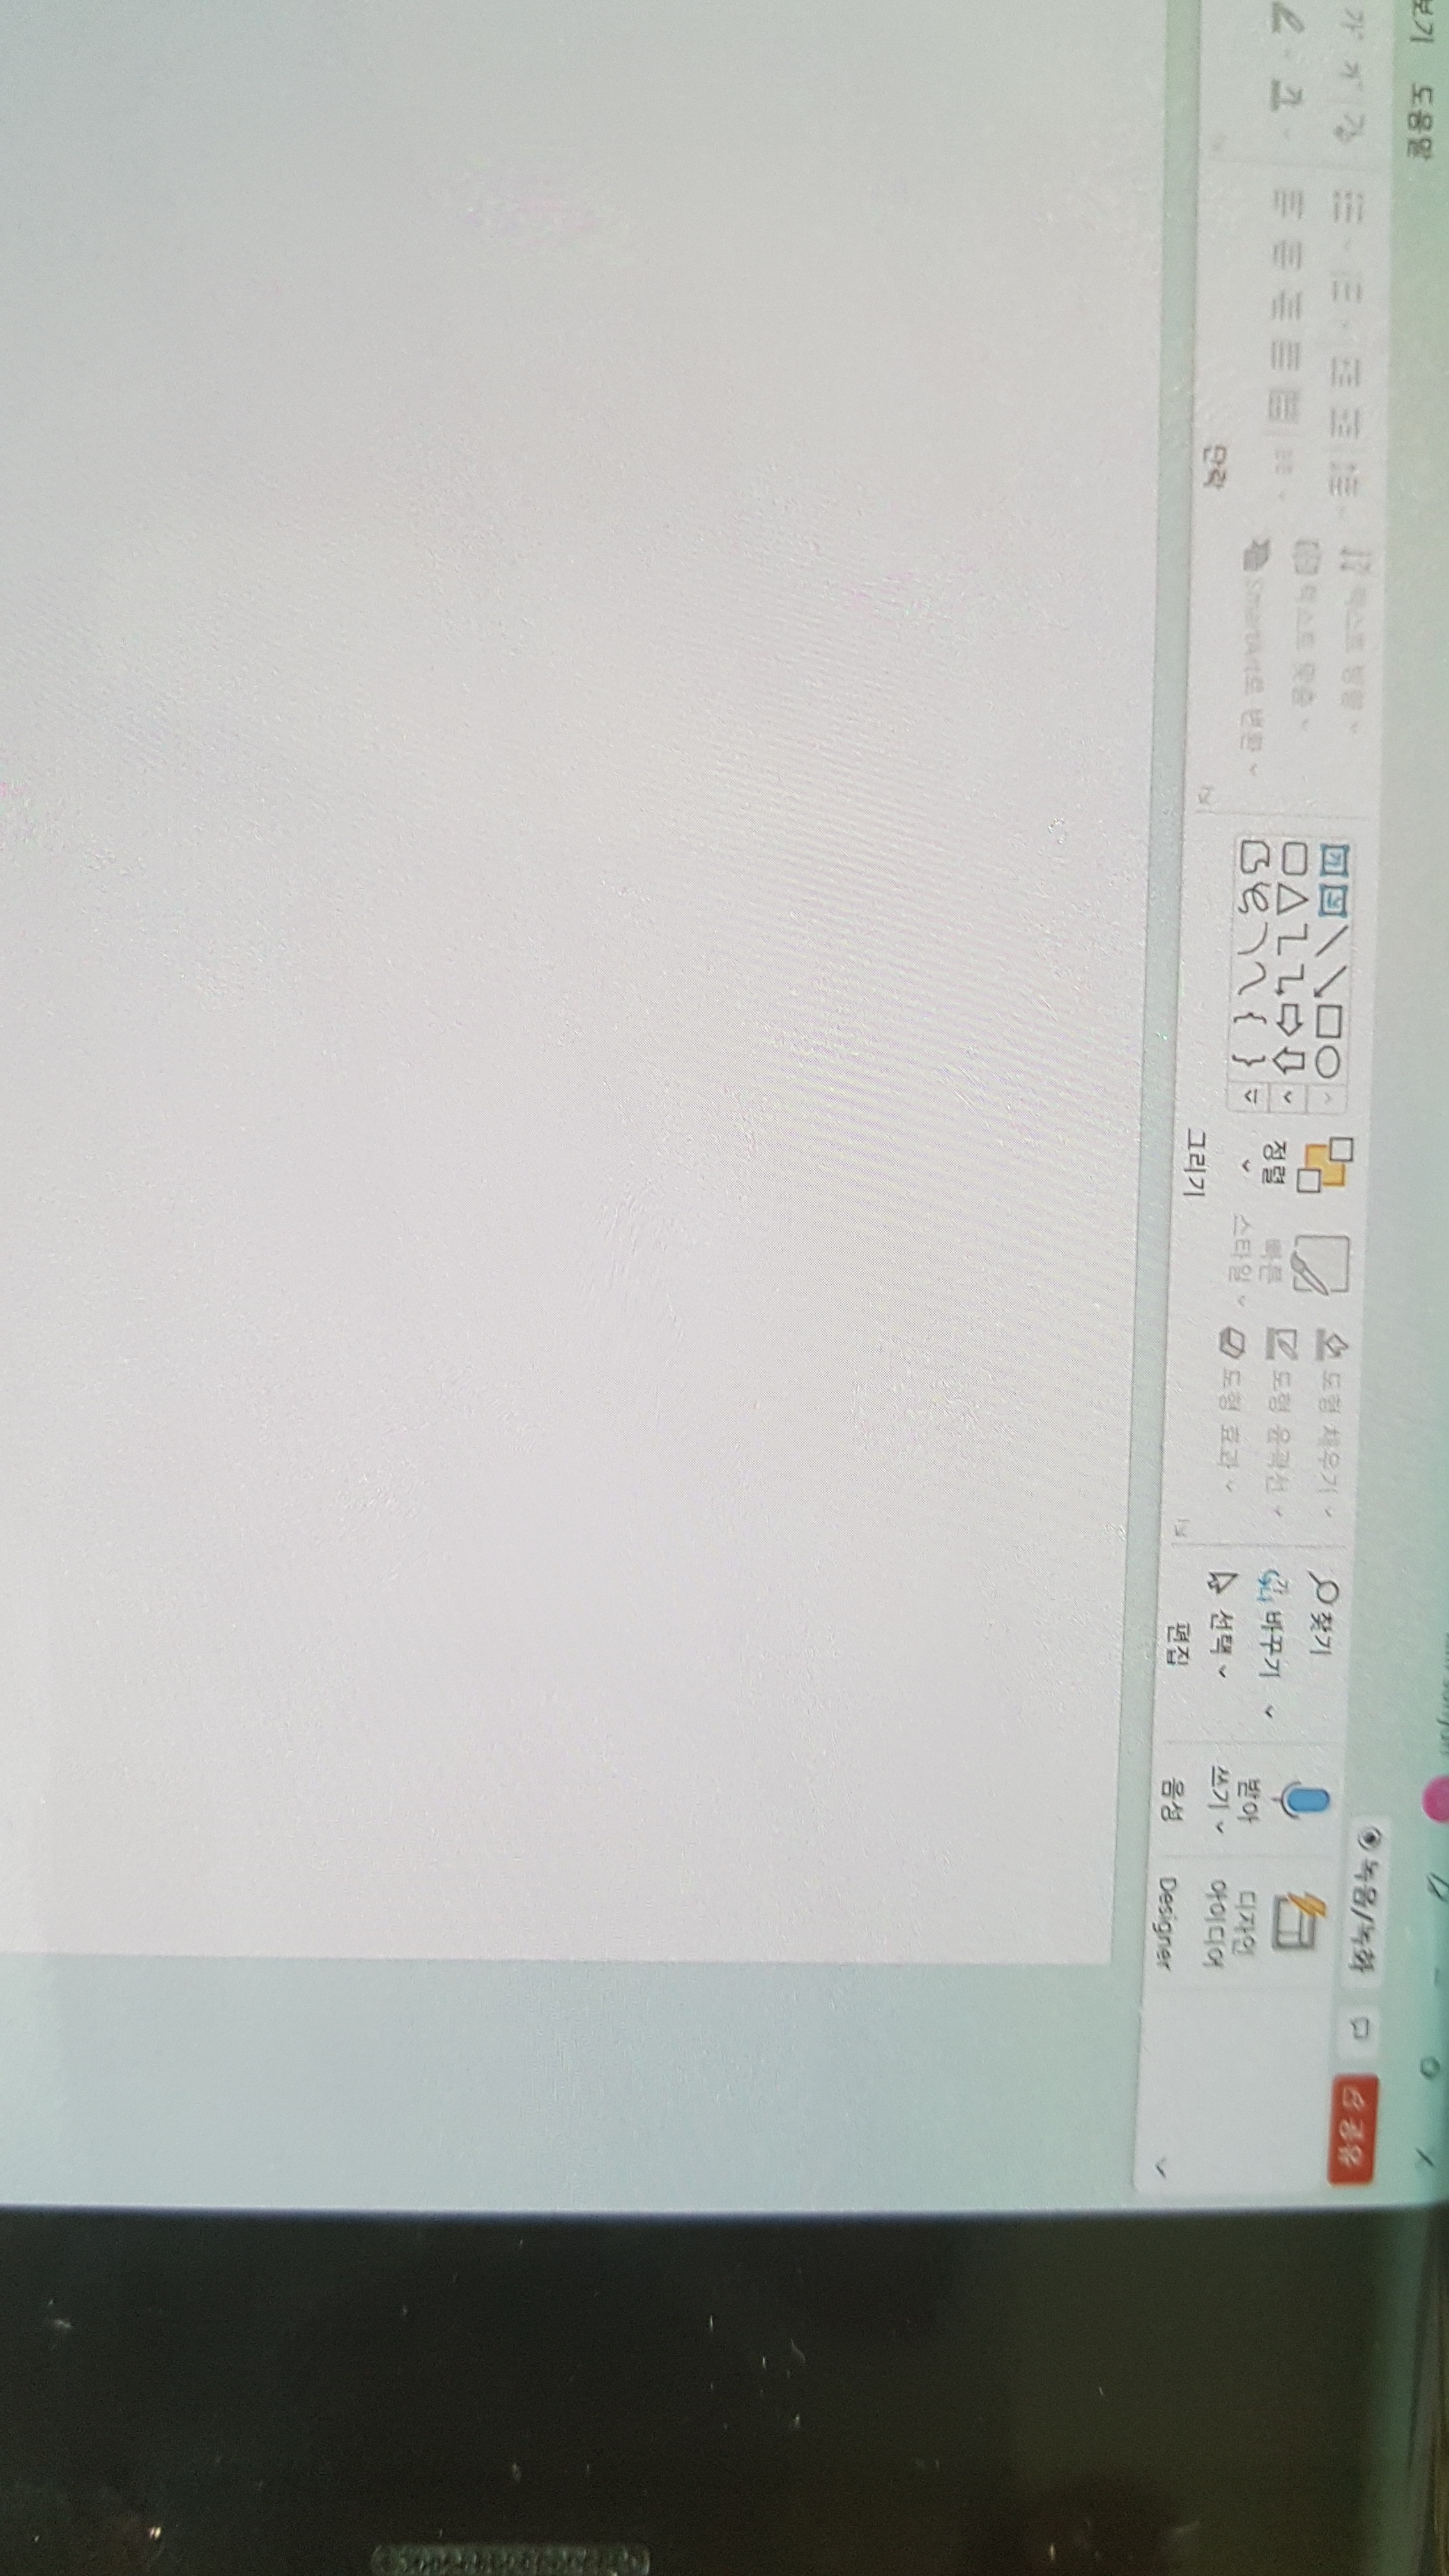 보기 도움말
녹음/녹화
공유
텍스트 방향
텍스트 맞춤
SmartArt로 변환
단락
정렬
빠른
스타일
도형 채우기
도형 윤곽선
도형 효과
그리기
찾기
바꾸기
선택
편집
받아
쓰기
음성
디자인
아이디어
Designer